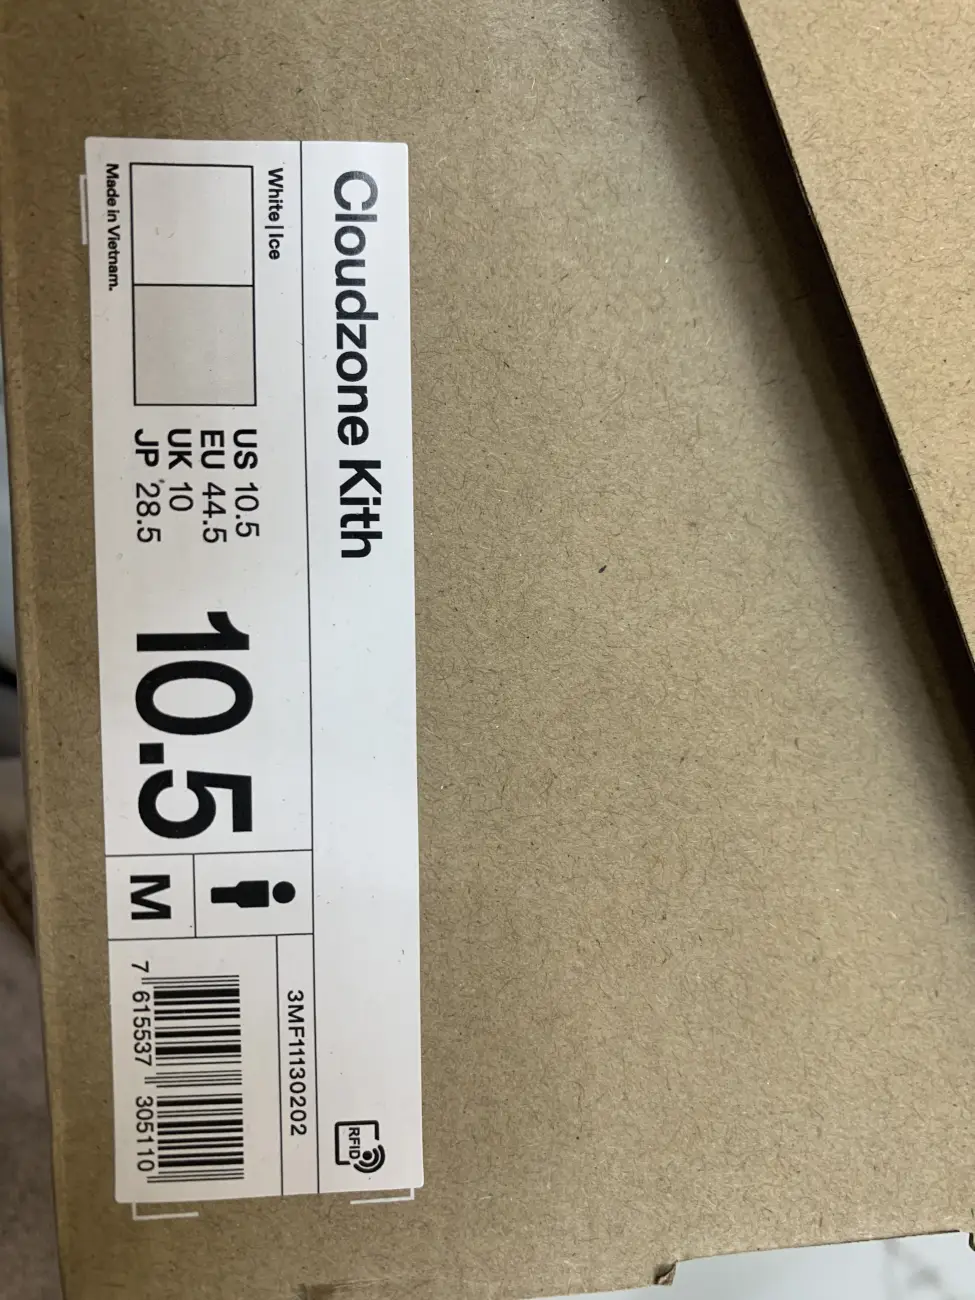 Cloudzone Kith
White | Ice
Made in Vietnam.
US 10.5
EU 44.5
UK 10
JP 28.5
10.5
M
3MF11130202
7 615537 305110
RFID